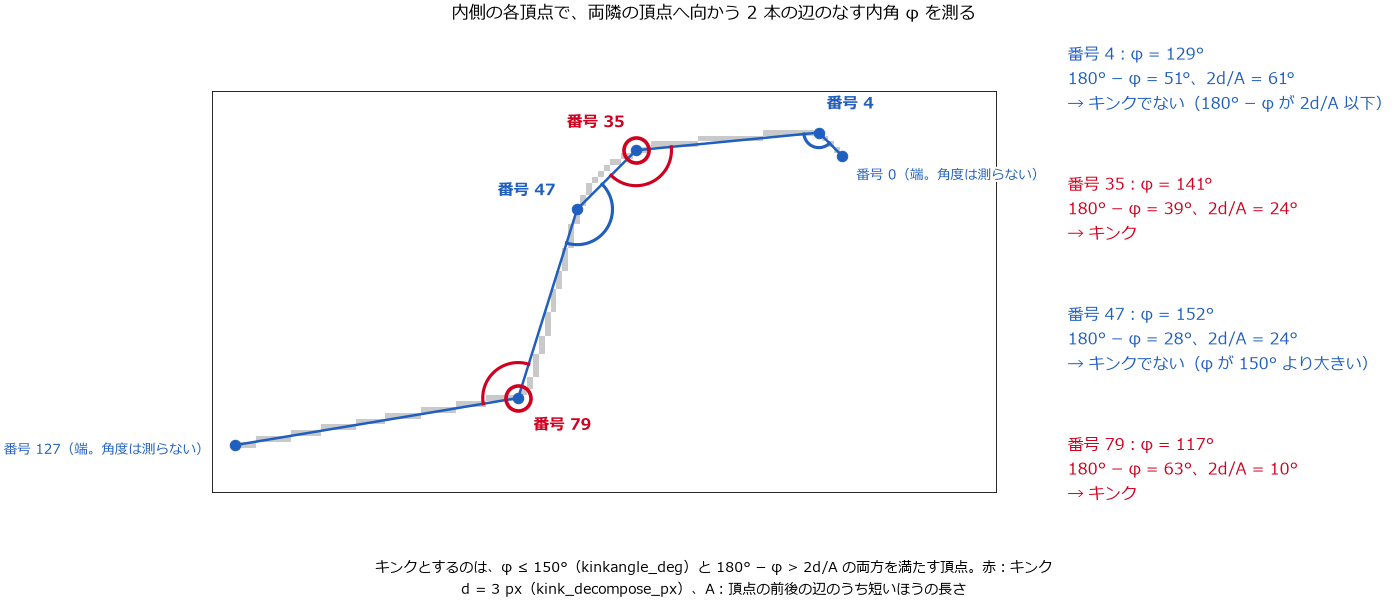 内側の各頂点で、両隣の頂点へ向かう 2 本の辺のなす内角 φ を測る
番号 4：φ = 129°
180° − φ = 51°、2d/A = 61°
→ キンクでない（180° − φ が 2d/A 以下）
番号 4
番号 35
番号 0（端。角度は測らない）
番号 35：φ = 141°
180° − φ = 39°、2d/A = 24°
→ キンク
番号 47
番号 47：φ = 152°
180° − φ = 28°、2d/A = 24°
→ キンクでない（φ が 150° より大きい）
番号 79
番号 127（端。角度は測らない）
番号 79：φ = 117°
180° − φ = 63°、2d/A = 10°
→ キンク
キンクとするのは、φ ≤ 150°（kinkangle_deg）と 180° − φ > 2d/A の両方を満たす頂点。赤：キンク
d = 3 px（kink_decompose_px）、A：頂点の前後の辺のうち短いほうの長さ